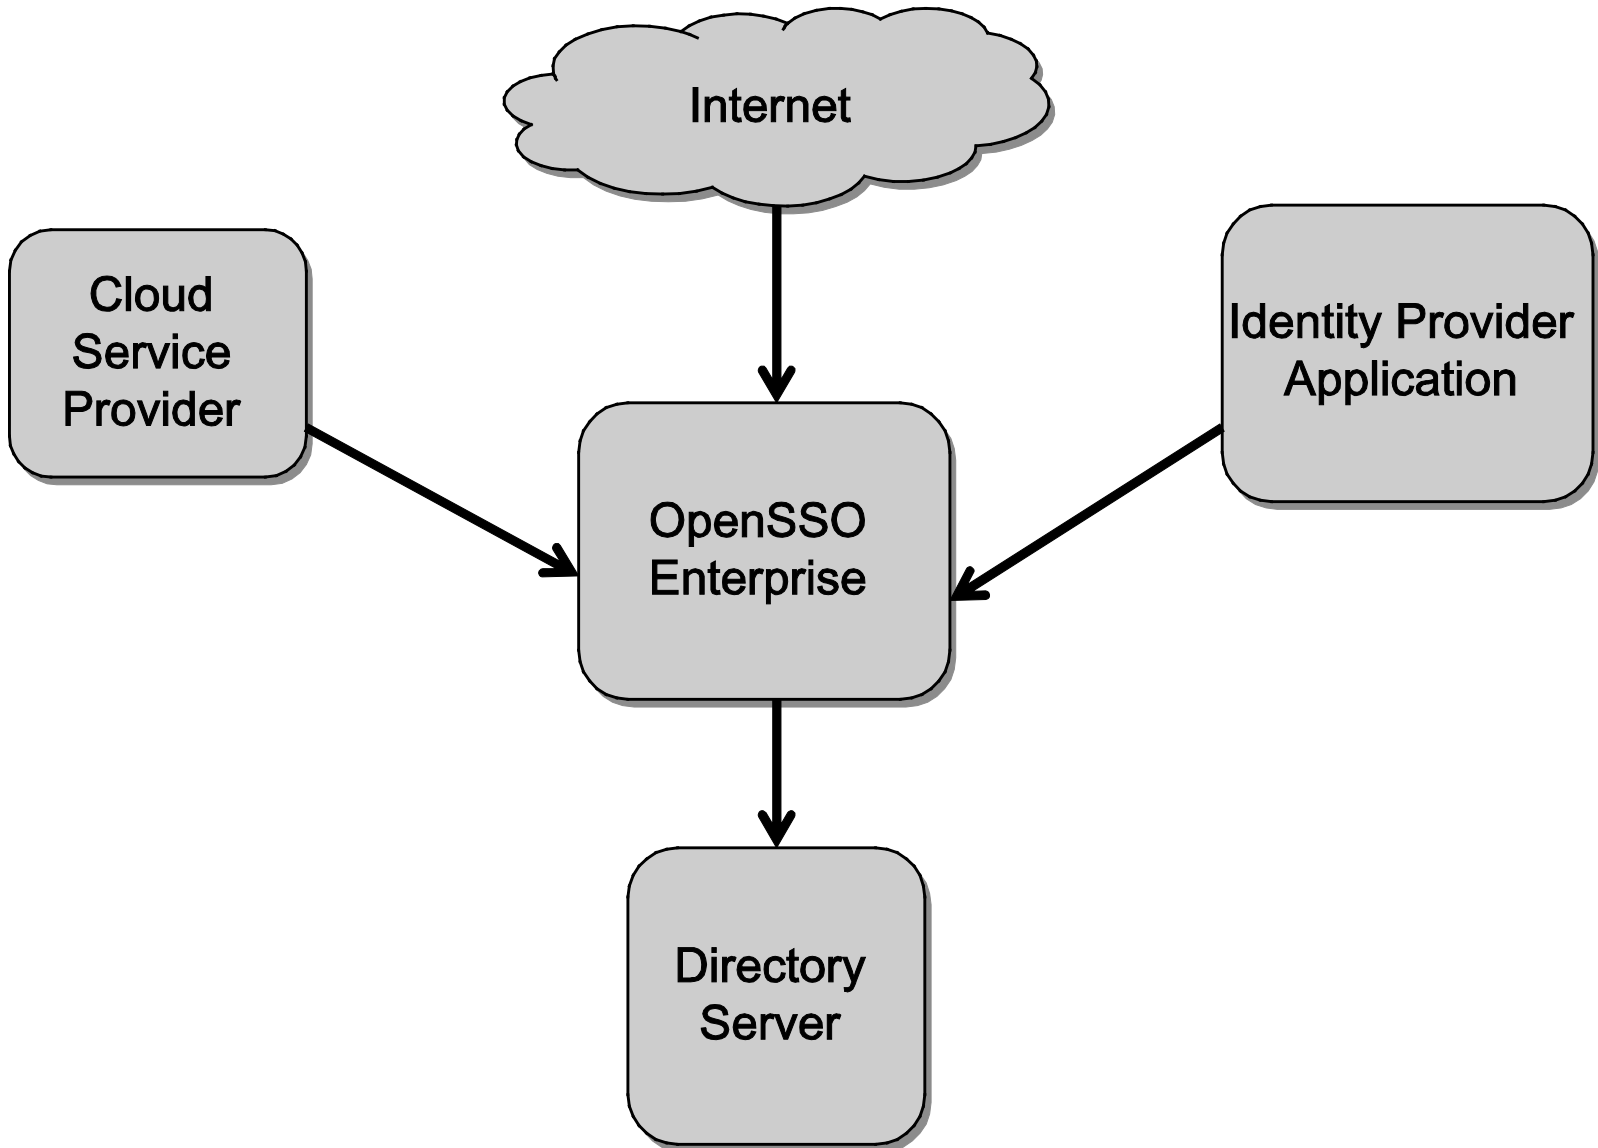 Internet
Cloud
Service
Provider
Identity Provider
Application
OpenSSO
Enterprise
Directory
Server